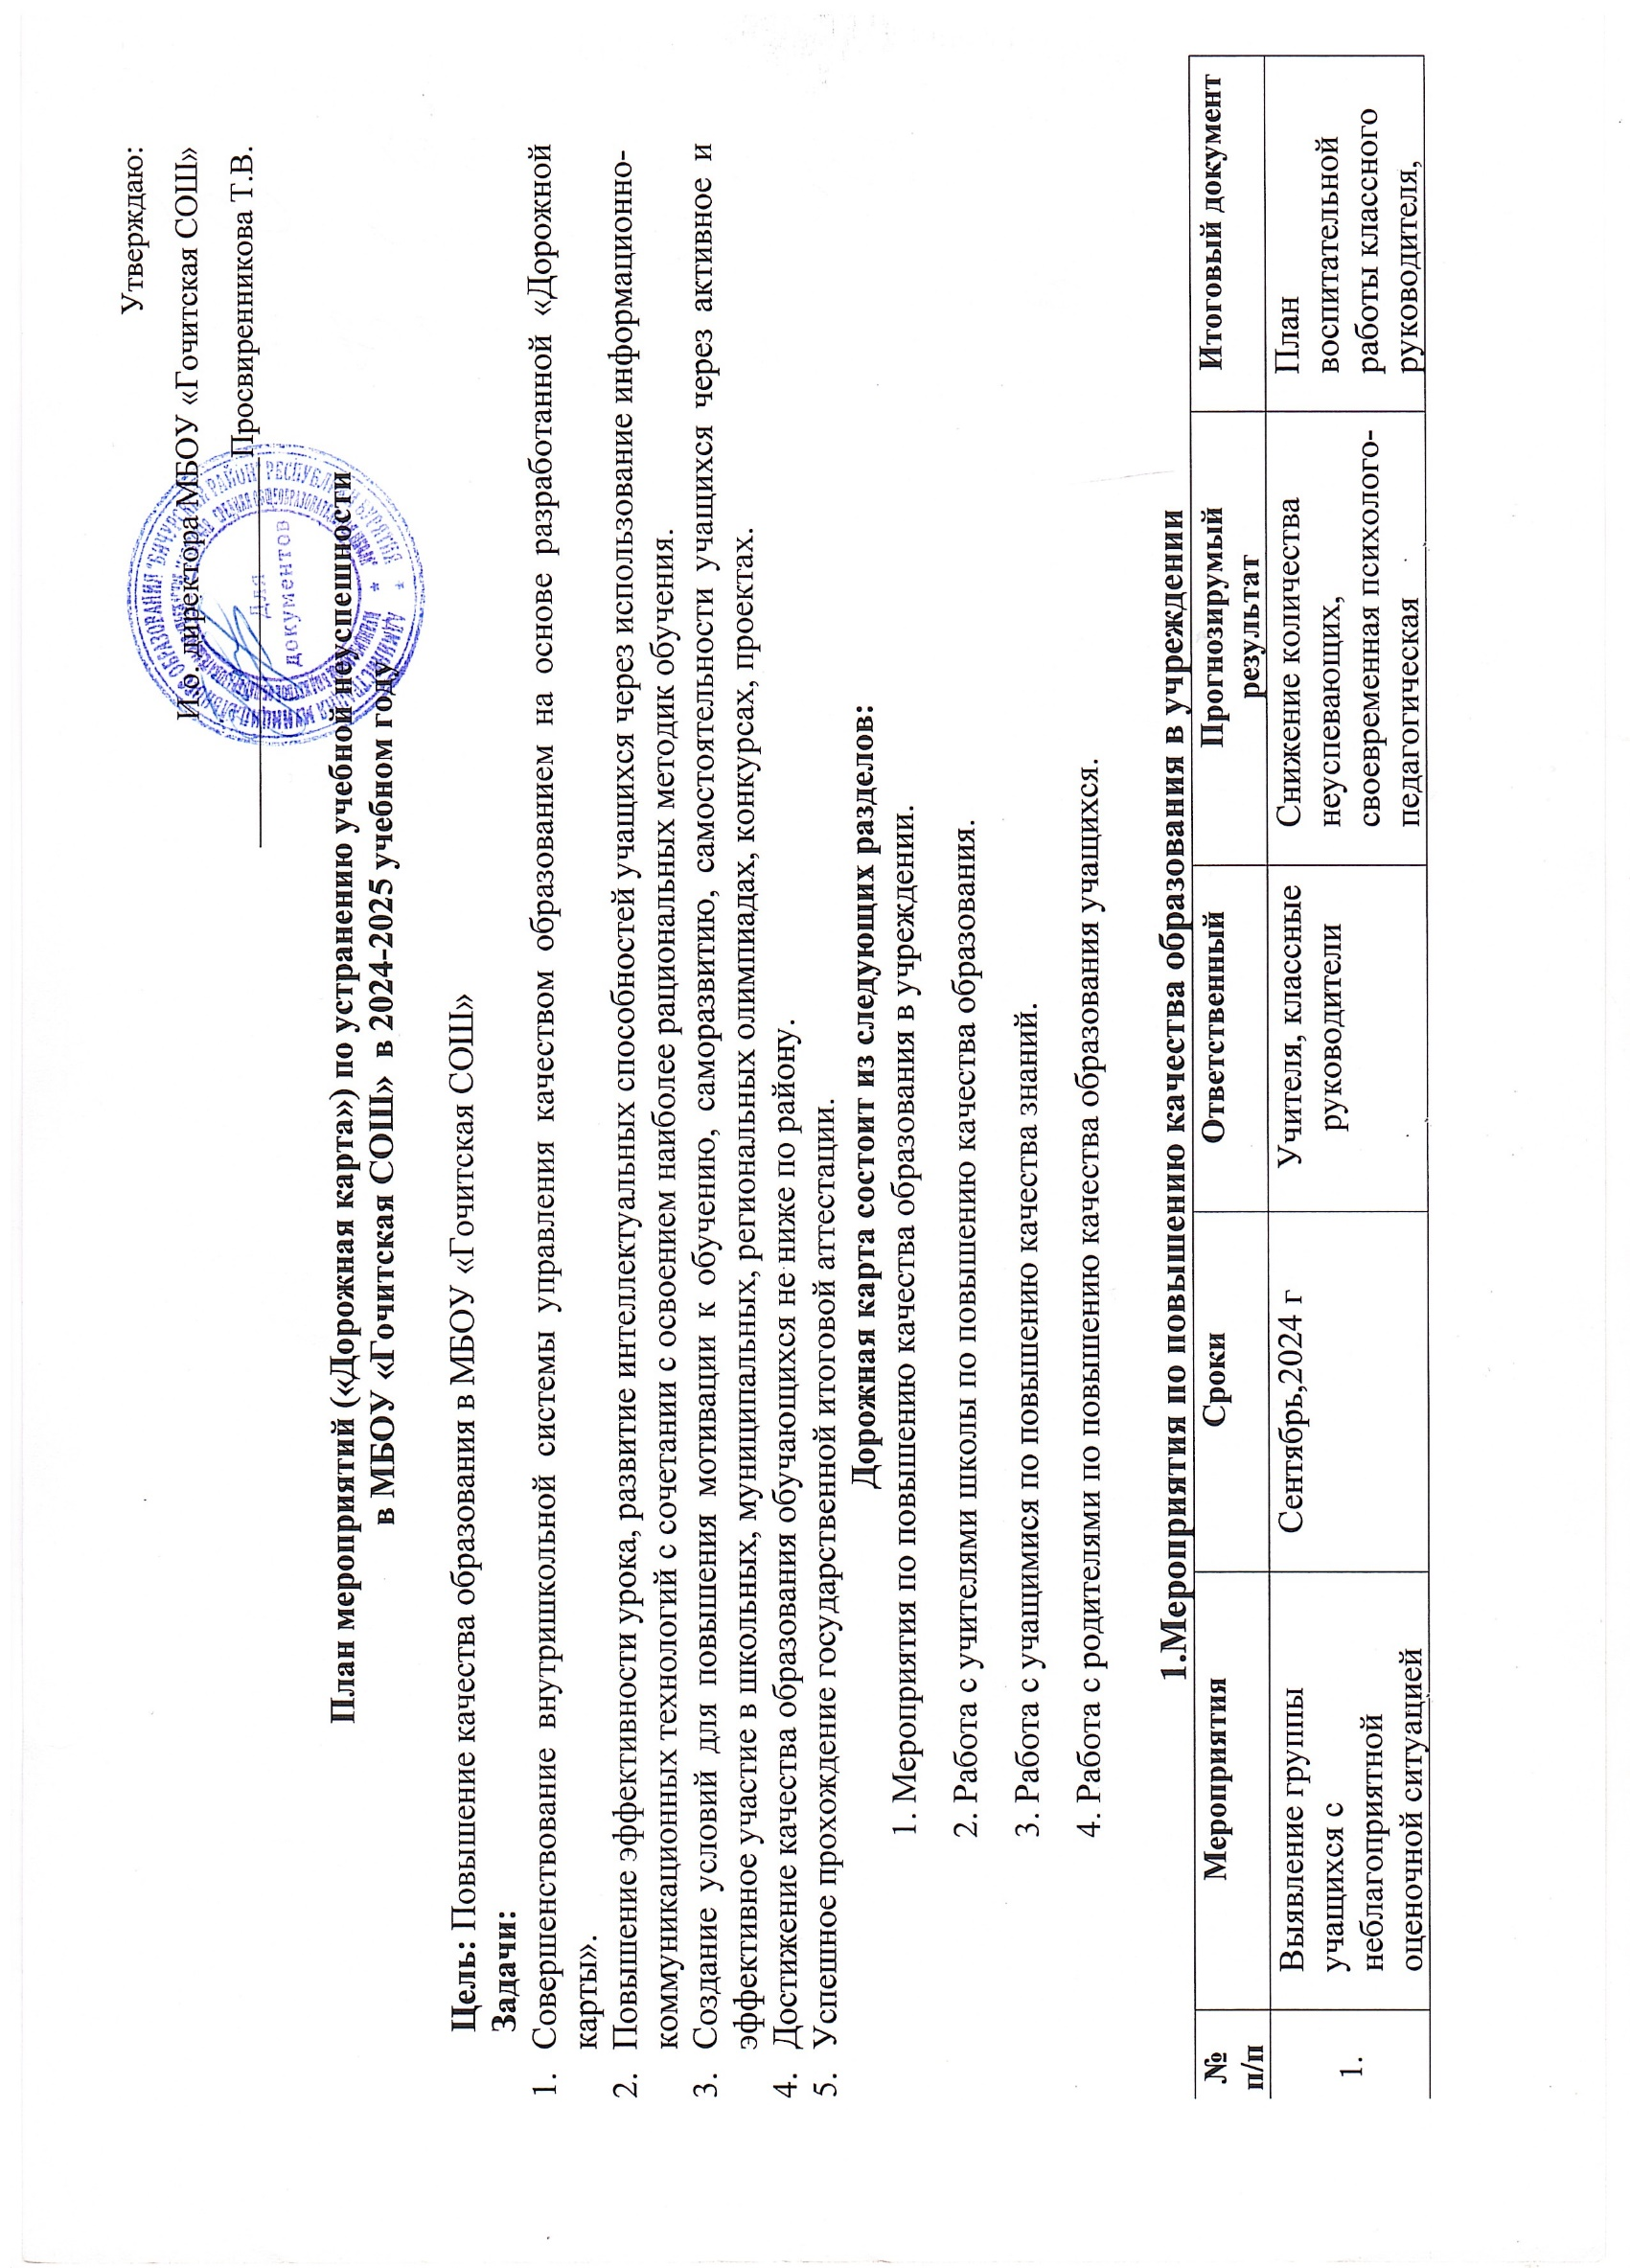 Утверждаю:
И.о. директора МБОУ «Гочитская СОШ»
Просвиренникова Т.В.
Для
документов
План мероприятий («Дорожная карта») по устранению учебной неуспешности
в МБОУ «Гочитская СОШ» в 2024-2025 учебном году
Цель: Повышение качества образования в МБОУ «Гочитская СОШ»
Задачи:
1. Совершенствование внутришкольной системы управления качеством образованием на основе разработанной «Дорожной
карты».
2. Повышение эффективности урока, развитие интеллектуальных способностей учащихся через использование информационно-
коммуникационных технологий с сочетании с освоением наиболее рациональных методик обучения.
3. Создание условий для повышения мотивации к обучению, саморазвитию, самостоятельности учащихся через активное и
эффективное участие в школьных, муниципальных, региональных олимпиадах, конкурсах, проектах.
4. Достижение качества образования обучающихся не ниже по району.
5. Успешное прохождение государственной итоговой аттестации.
Дорожная карта состоит из следующих разделов:
1. Мероприятия по повышению качества образования в учреждении.
2. Работа с учителями школы по повышению качества образования.
3. Работа с учащимися по повышению качества знаний.
4. Работа с родителями по повышению качества образования учащихся.
1.Мероприятия по повышению качества образования в учреждении
№
п/п
Мероприятия
Сроки
Ответственный
Прогнозирумый
результат
Итоговый документ
1.
Выявление группы
учащихся с
неблагоприятной
оценочной ситуацией
Сентябрь,2024 г
Учителя, классные
руководители
Снижение количества
неуспевающих,
своевременная психолого-
педагогическая
План
воспитательной
работы классного
руководителя,